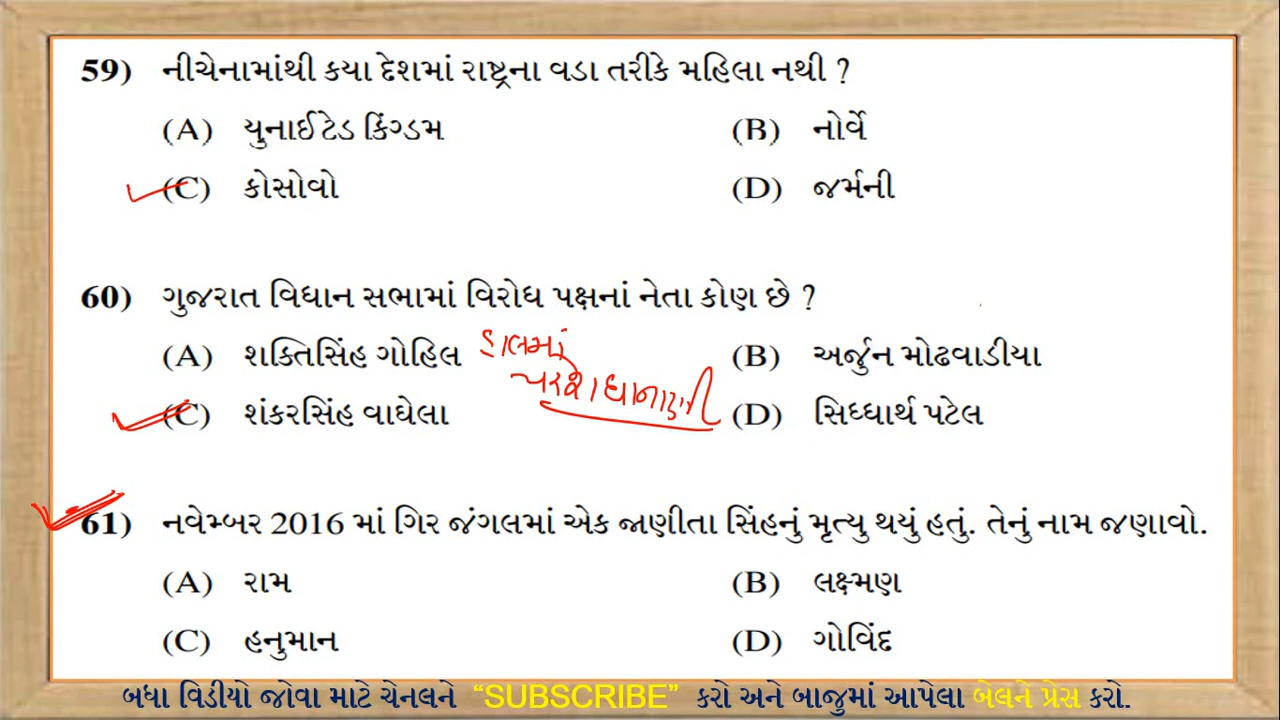 59) નીચેનામાંથી કયા દેશમાં રાષ્ટ્રના વડા તરીકે મહિલા નથી ?
(A) યુનાઈટેડ કિંગ્ડમ (B) નોર્વે
(C) કોસોવો (D) જર્મની
60) ગુજરાત વિધાન સભામાં વિરોધ પક્ષનાં નેતા કોણ છે ?
(A) શક્તિસિંહ ગોહિલ હાલમાં (B) અર્જુન મોઢવાડીયા
પરેશ ધાનાણી
(C) શંકરસિંહ વાઘેલા (D) સિધ્ધાર્થ પટેલ
61) નવેમ્બર 2016 માં ગિર જંગલમાં એક જાણીતા સિંહનું મૃત્યુ થયું હતું. તેનું નામ જણાવો.
(A) રામ (B) લક્ષ્મણ
(C) હનુમાન (D) ગોવિંદ
બધા વિડીયો જોવા માટે ચેનલને “SUBSCRIBE” કરો અને બાજુમાં આપેલા બેલને પ્રેસ કરો.